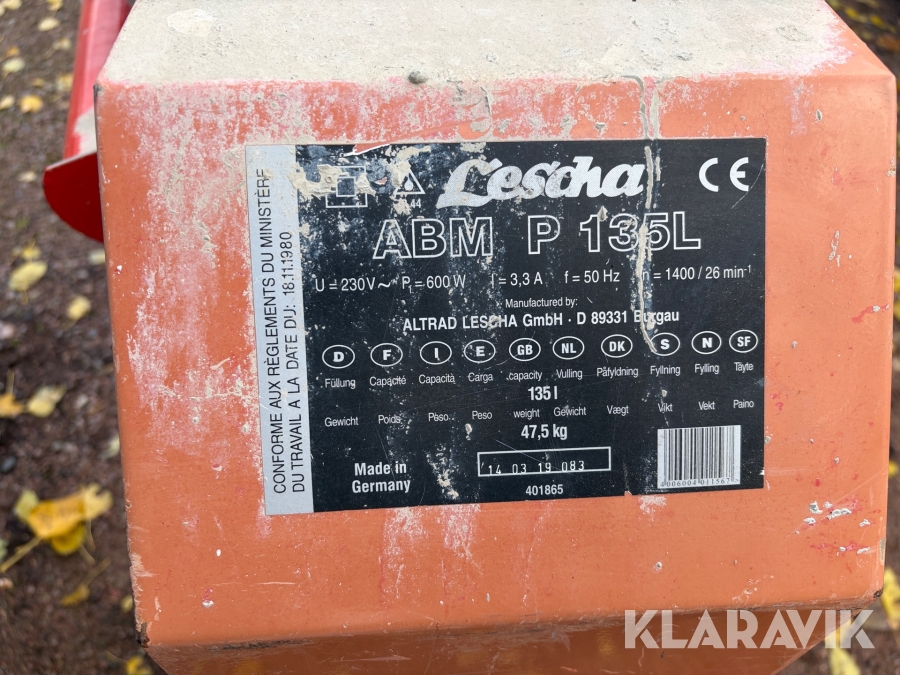 CONFORME AUX RÈGLEMENTS DU MINISTÈRE
DU TRAVAIL A LA DATE DU: 18.11.1980
44
Lescha
CE
ABM P 135L
U = 230V ~ P = 600 W I = 3,3 A f = 50 Hz n = 1400 / 26 min-1
Manufactured by:
ALTRAD LESCHA GmbH · D 89331 Burgau
D F I E GB NL DK S N SF
Füllung Capacité Capacita Carga capacity Vulling Påfyldning Fyllning Fylling Täyte
135 l
Gewicht Poids Peso Peso weight Gewicht Vægt Vikt Vekt Paino
47,5 kg
Made in
Germany
14 03 19 083
401865
4006004011567
KLARAVIK